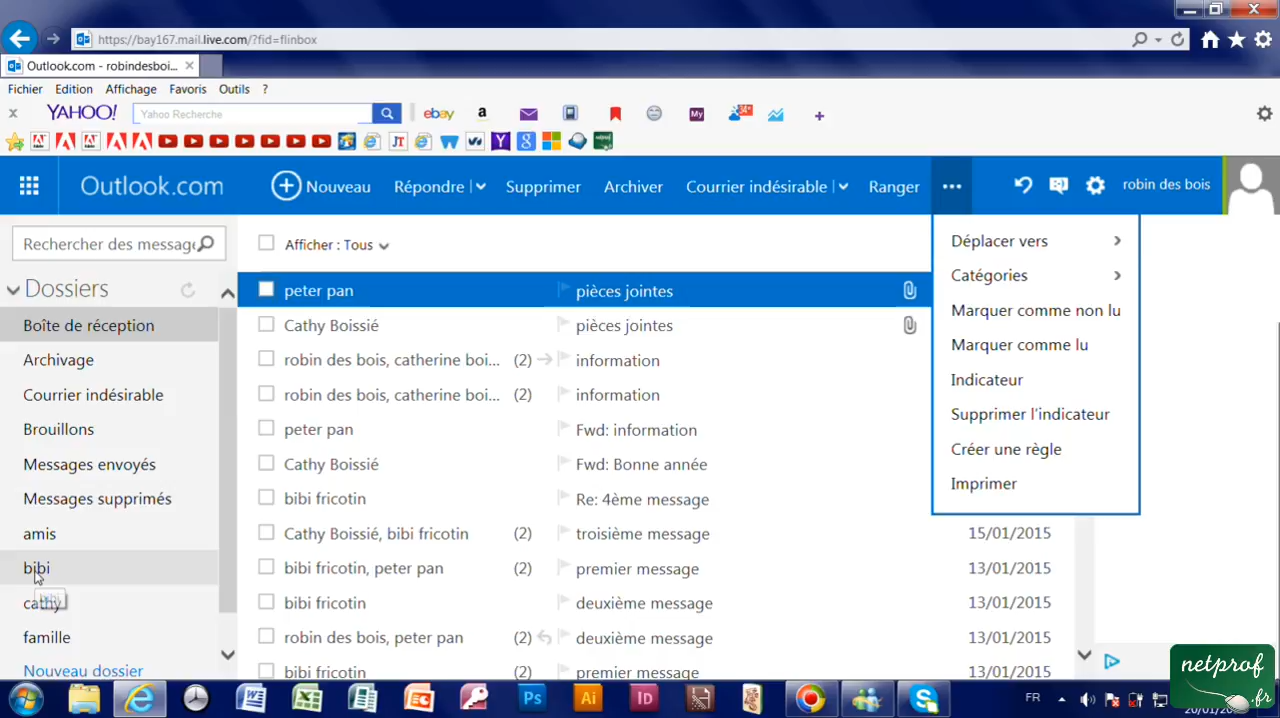 https://bay167.mail.live.com/?fid=flinbox
Outlook.com - robindesboi...
Fichier Edition Affichage Favoris Outils ?
YAHOO! Yahoo Recherche ebay a My 34+
JT
Outlook.com Nouveau Répondre Supprimer Archiver Courrier indésirable Ranger robin des bois
Rechercher des message
Afficher : Tous
Dossiers
Boîte de réception
Archivage
Courrier indésirable
Brouillons
Messages envoyés
Messages supprimés
amis
bibi
cathy
famille
Nouveau dossier
peter pan pièces jointes
Cathy Boissié pièces jointes
robin des bois, catherine boi... (2) information
robin des bois, catherine boi... (2) information
peter pan Fwd: information
Cathy Boissié Fwd: Bonne année
bibi fricotin Re: 4ème message
Cathy Boissié, bibi fricotin (2) troisième message 15/01/2015
bibi fricotin, peter pan (2) premier message 13/01/2015
bibi fricotin deuxième message 13/01/2015
robin des bois, peter pan (2) deuxième message 13/01/2015
bibi fricotin premier message 13/01/2015
Déplacer vers
Catégories
Marquer comme non lu
Marquer comme lu
Indicateur
Supprimer l'indicateur
Créer une règle
Imprimer
netprof
.fr
Ps Ai ID FR